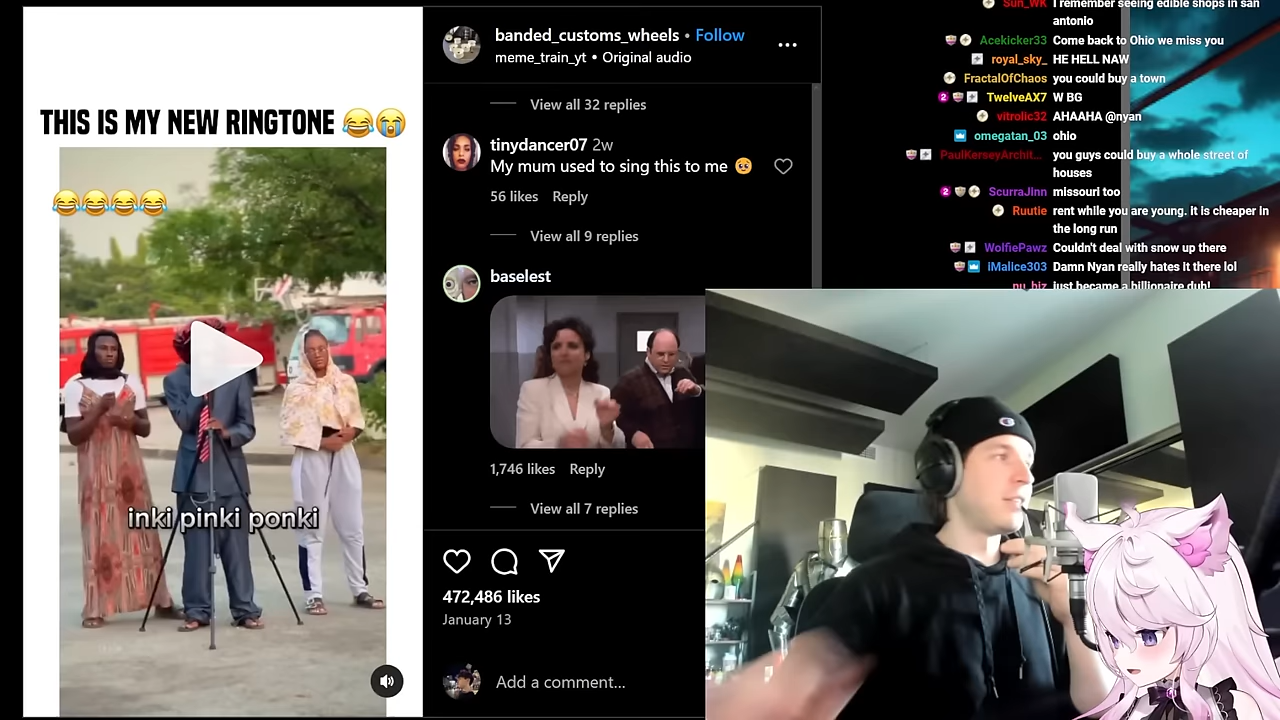 THIS IS MY NEW RINGTONE 😂😭
😂😂😂😂
inki pinki ponki
banded_customs_wheels • Follow
meme_train_yt • Original audio
View all 32 replies
tinydancer07 2w
My mum used to sing this to me 🥺
56 likes Reply
View all 9 replies
baselest
1,746 likes Reply
View all 7 replies
472,486 likes
January 13
Add a comment...
Sun_WK I remember seeing edible shops in san
antonio
Acekicker33 Come back to Ohio we miss you
royal_sky_ HE HELL NAW
FractalOfChaos you could buy a town
2 TwelveAX7 W BG
vitrolic32 AHAAHA @nyan
omegatan_03 ohio
PaulKerseyArchit... you guys could buy a whole street of
houses
2 ScurraJinn missouri too
Ruutie rent while you are young. it is cheaper in
the long run
WolfiePawz Couldn't deal with snow up there
iMalice303 Damn Nyan really hates it there lol
just became a billionaire duh!